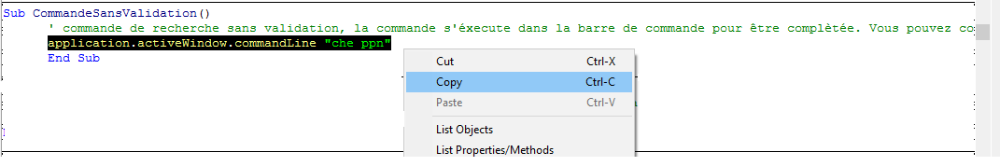 Sub CommandeSansValidation()
' commande de recherche sans validation, la commande s'éxecute dans la barre de commande pour être complètée. Vous pouvez co
application.activeWindow.commandLine "che ppn"
End Sub
Cut Ctrl-X
Copy Ctrl-C
Paste Ctrl-V
List Objects
List Properties/Methods